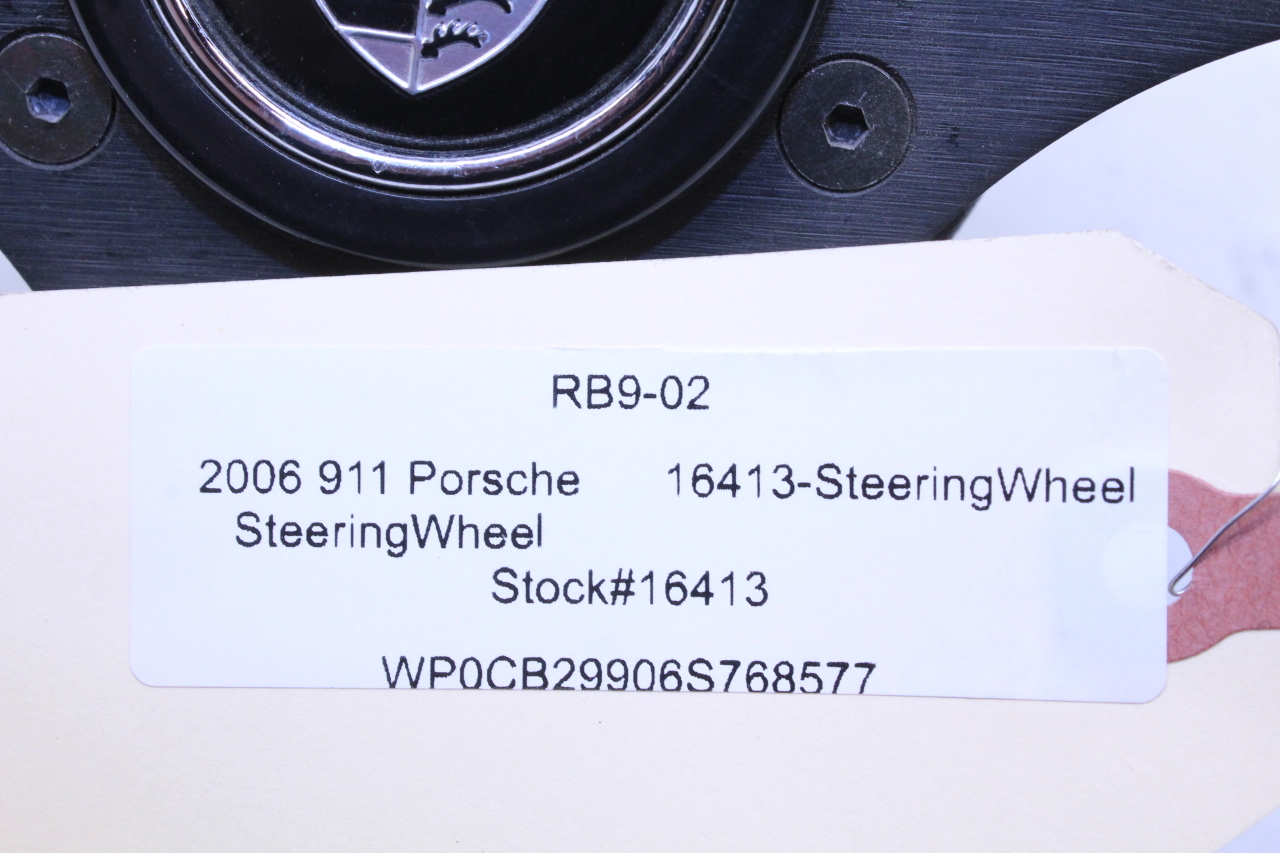 RB9-02
2006 911 Porsche 16413-SteeringWheel
SteeringWheel
Stock#16413
WP0CB29906S768577